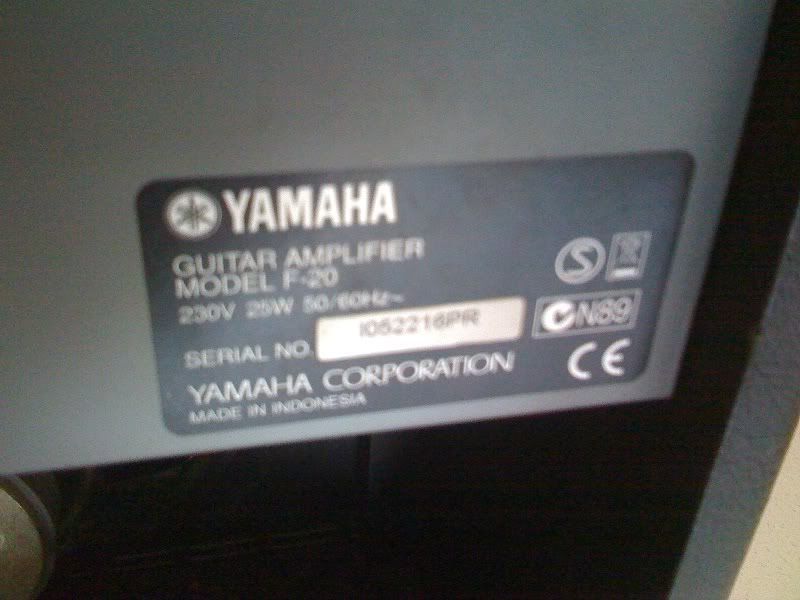 YAMAHA
GUITAR AMPLIFIER
MODEL F-20
230V 25W 50/60Hz~
SERIAL NO. I052216PR
N89
YAMAHA CORPORATION
CE
MADE IN INDONESIA